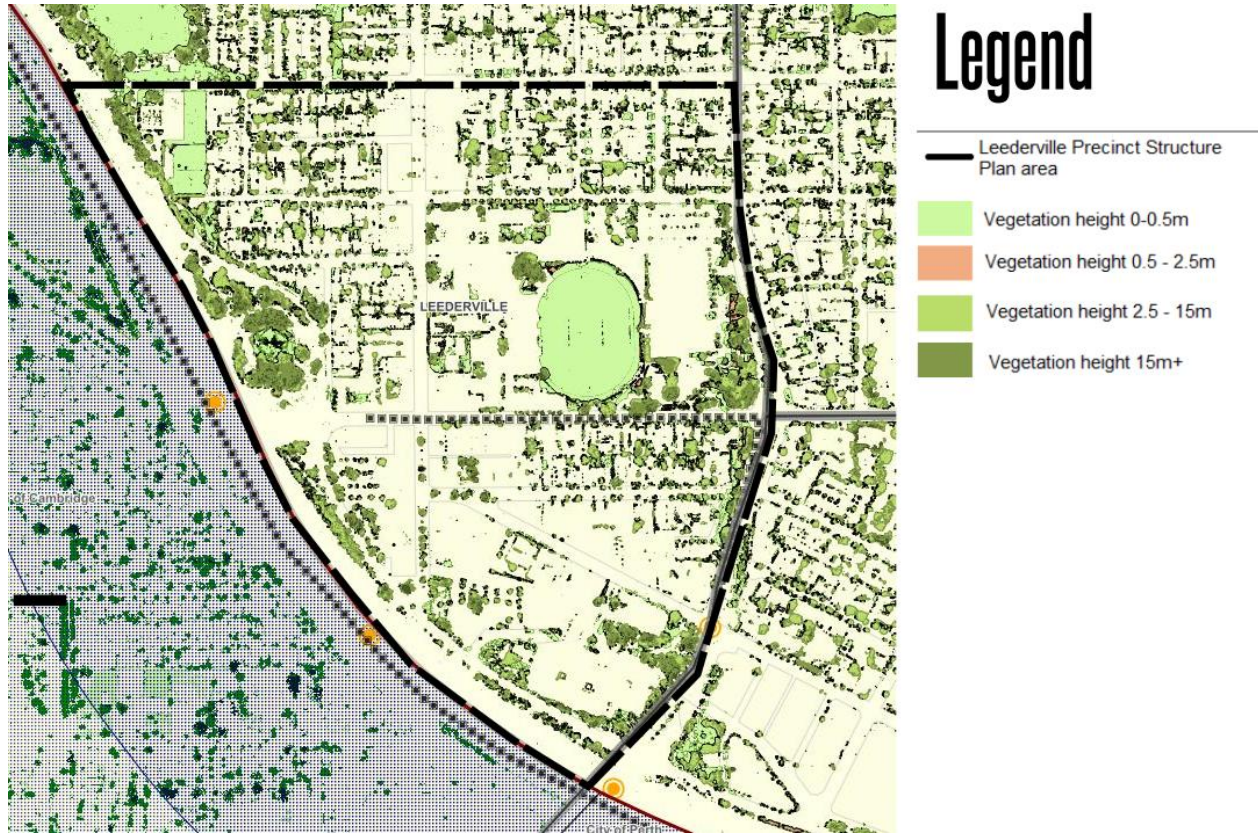 Legend
Leederville Precinct Structure
Plan area
Vegetation height 0-0.5m
Vegetation height 0.5 - 2.5m
Vegetation height 2.5 - 15m
Vegetation height 15m+
LEEDERVILLE
of Cambridge
City of Perth